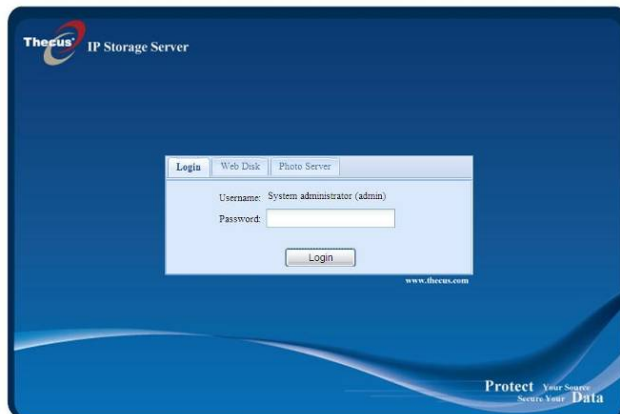 Thecus IP Storage Server
Login Web Disk Photo Server
Username: System administrator (admin)
Password:
Login
www.thecus.com
Protect Your Source
Secure Your Data